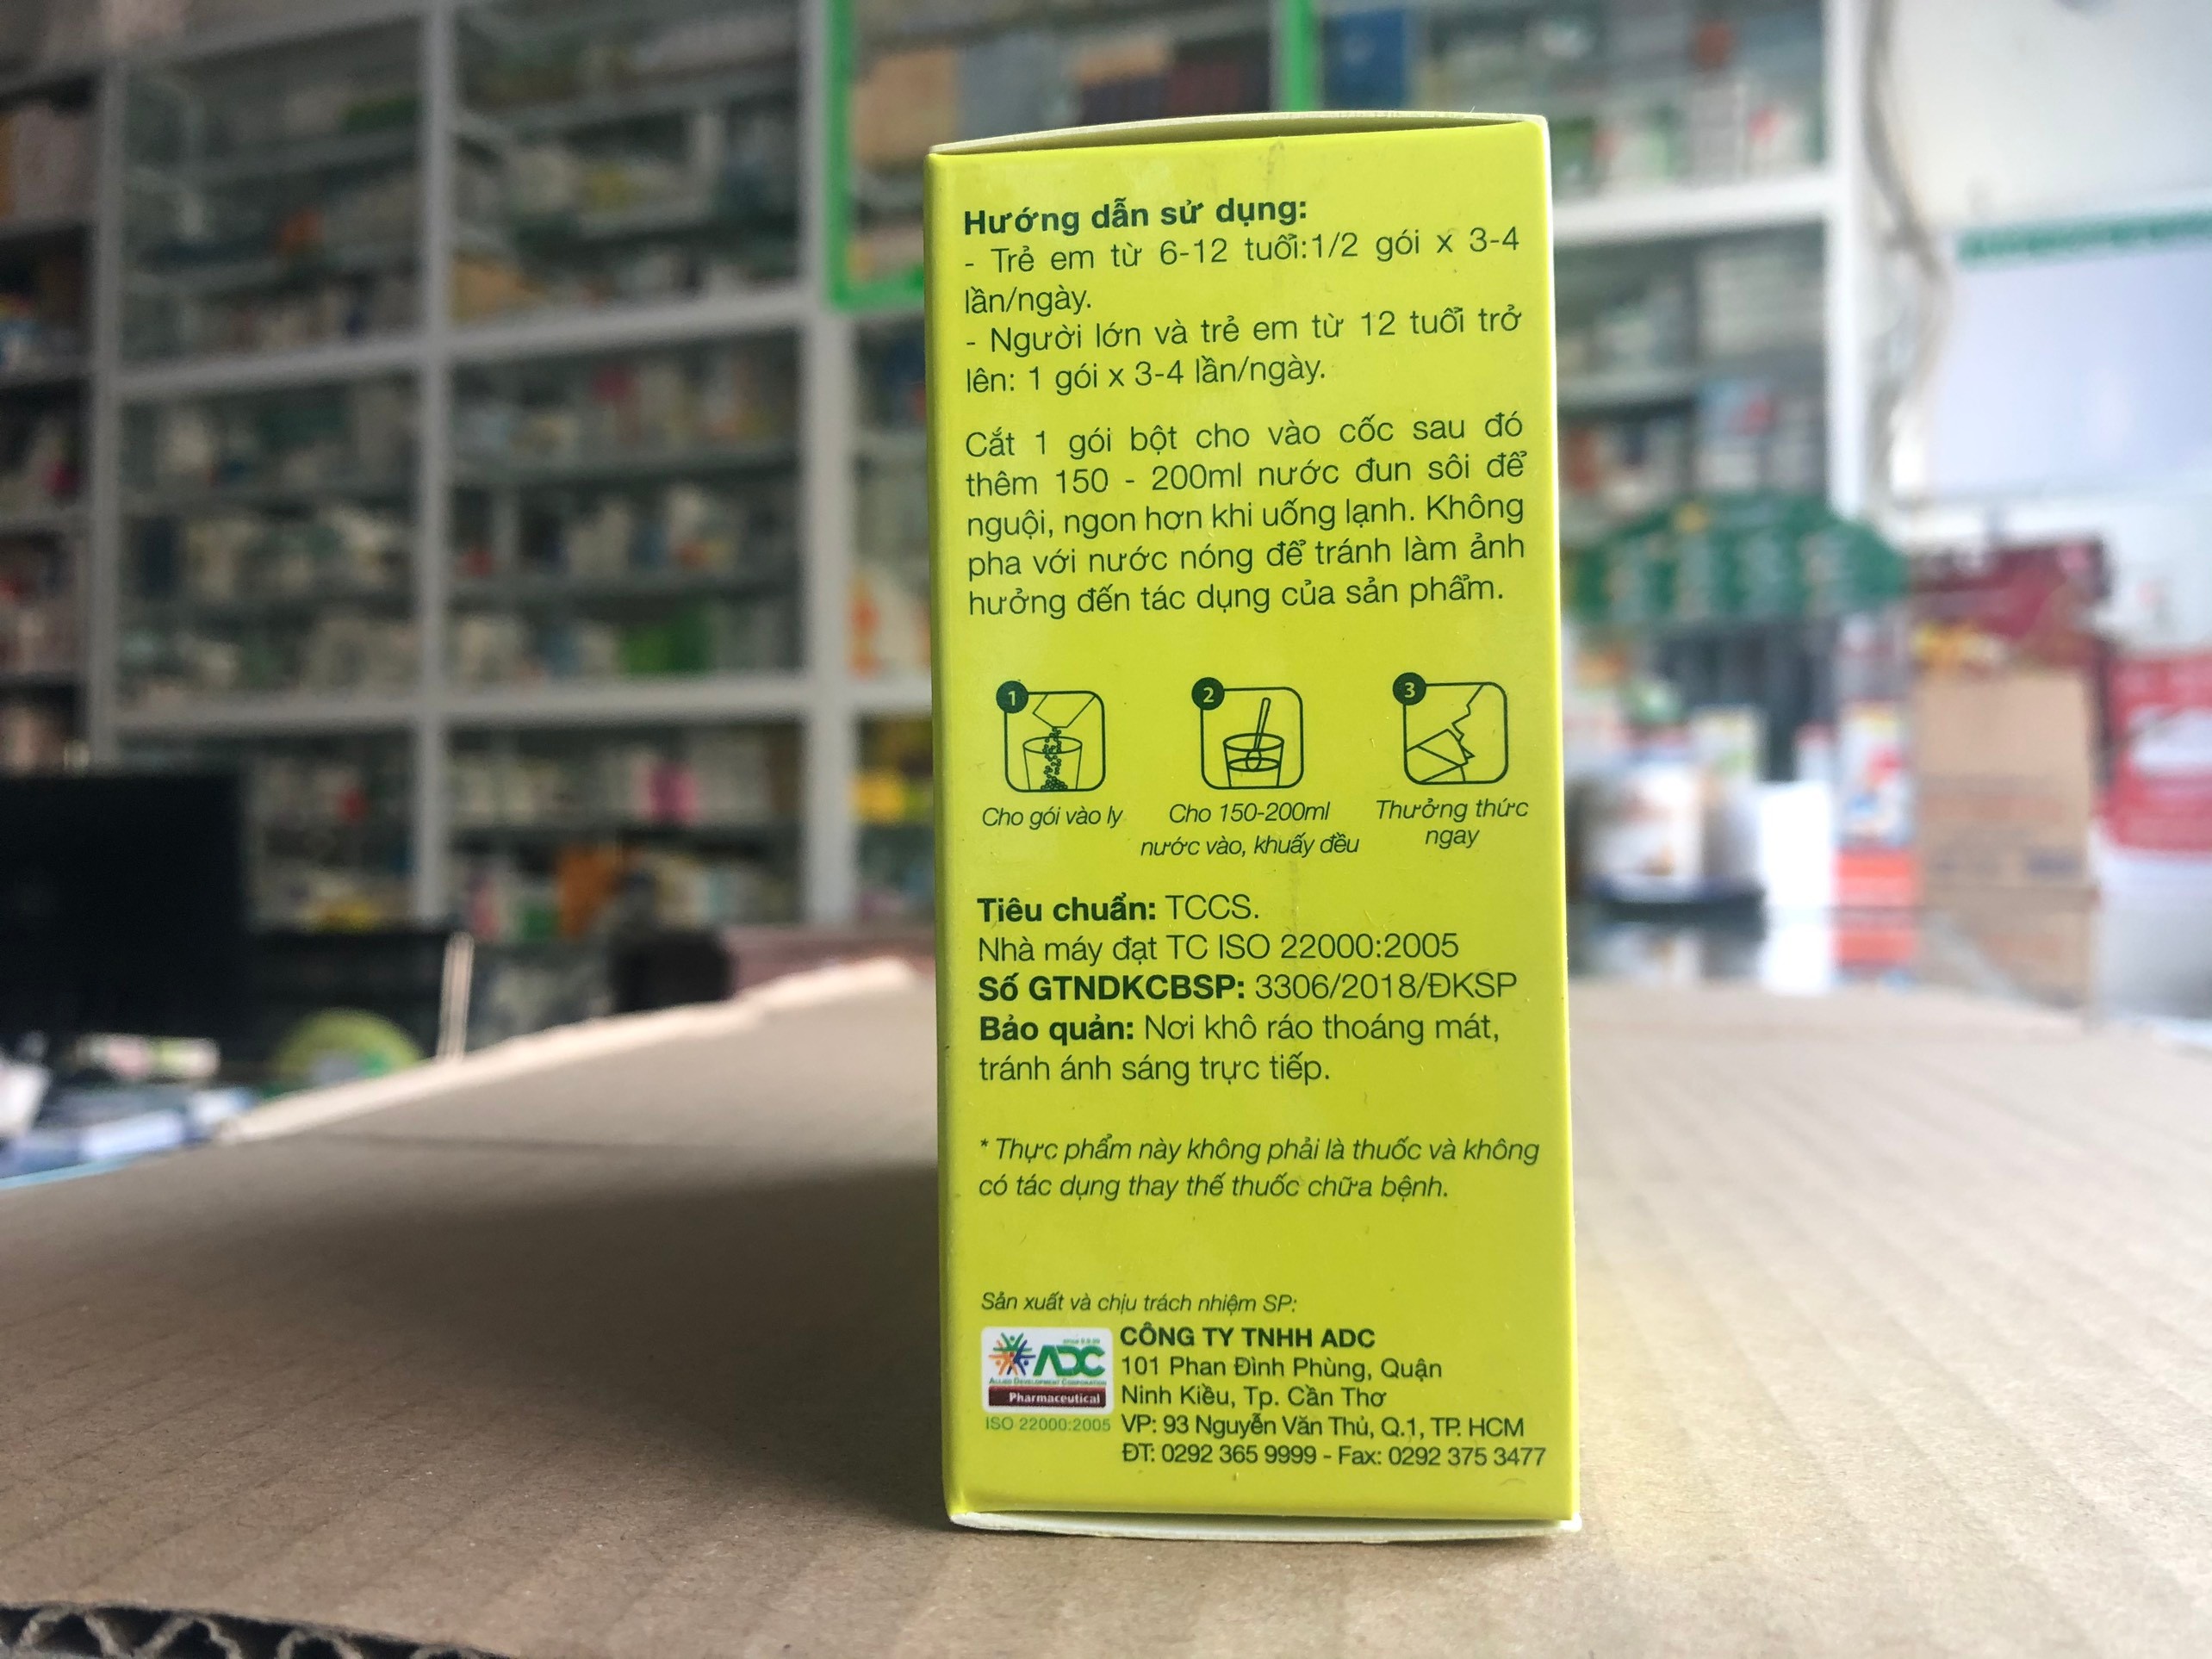 Hướng dẫn sử dụng:
- Trẻ em từ 6-12 tuổi:1/2 gói x 3-4
lần/ngày.
- Người lớn và trẻ em từ 12 tuổi trở
lên: 1 gói x 3-4 lần/ngày.
Cắt 1 gói bột cho vào cốc sau đó
thêm 150 - 200ml nước đun sôi để
nguội, ngon hơn khi uống lạnh. Không
pha với nước nóng để tránh làm ảnh
hưởng đến tác dụng của sản phẩm.
1
2
3
Cho gói vào ly
Cho 150-200ml
nước vào, khuấy đều
Thưởng thức
ngay
Tiêu chuẩn: TCCS.
Nhà máy đạt TC ISO 22000:2005
Số GTNDKCBSP: 3306/2018/ĐKSP
Bảo quản: Nơi khô ráo thoáng mát,
tránh ánh sáng trực tiếp.
* Thực phẩm này không phải là thuốc và không
có tác dụng thay thế thuốc chữa bệnh.
Sản xuất và chịu trách nhiệm SP:
ADC
ALLIED DEVELOPMENT CORPORATION
Pharmaceutical
ISO 22000:2005
CÔNG TY TNHH ADC
101 Phan Đình Phùng, Quận
Ninh Kiều, Tp. Cần Thơ
VP: 93 Nguyễn Văn Thủ, Q.1, TP. HCM
ĐT: 0292 365 9999 - Fax: 0292 375 3477